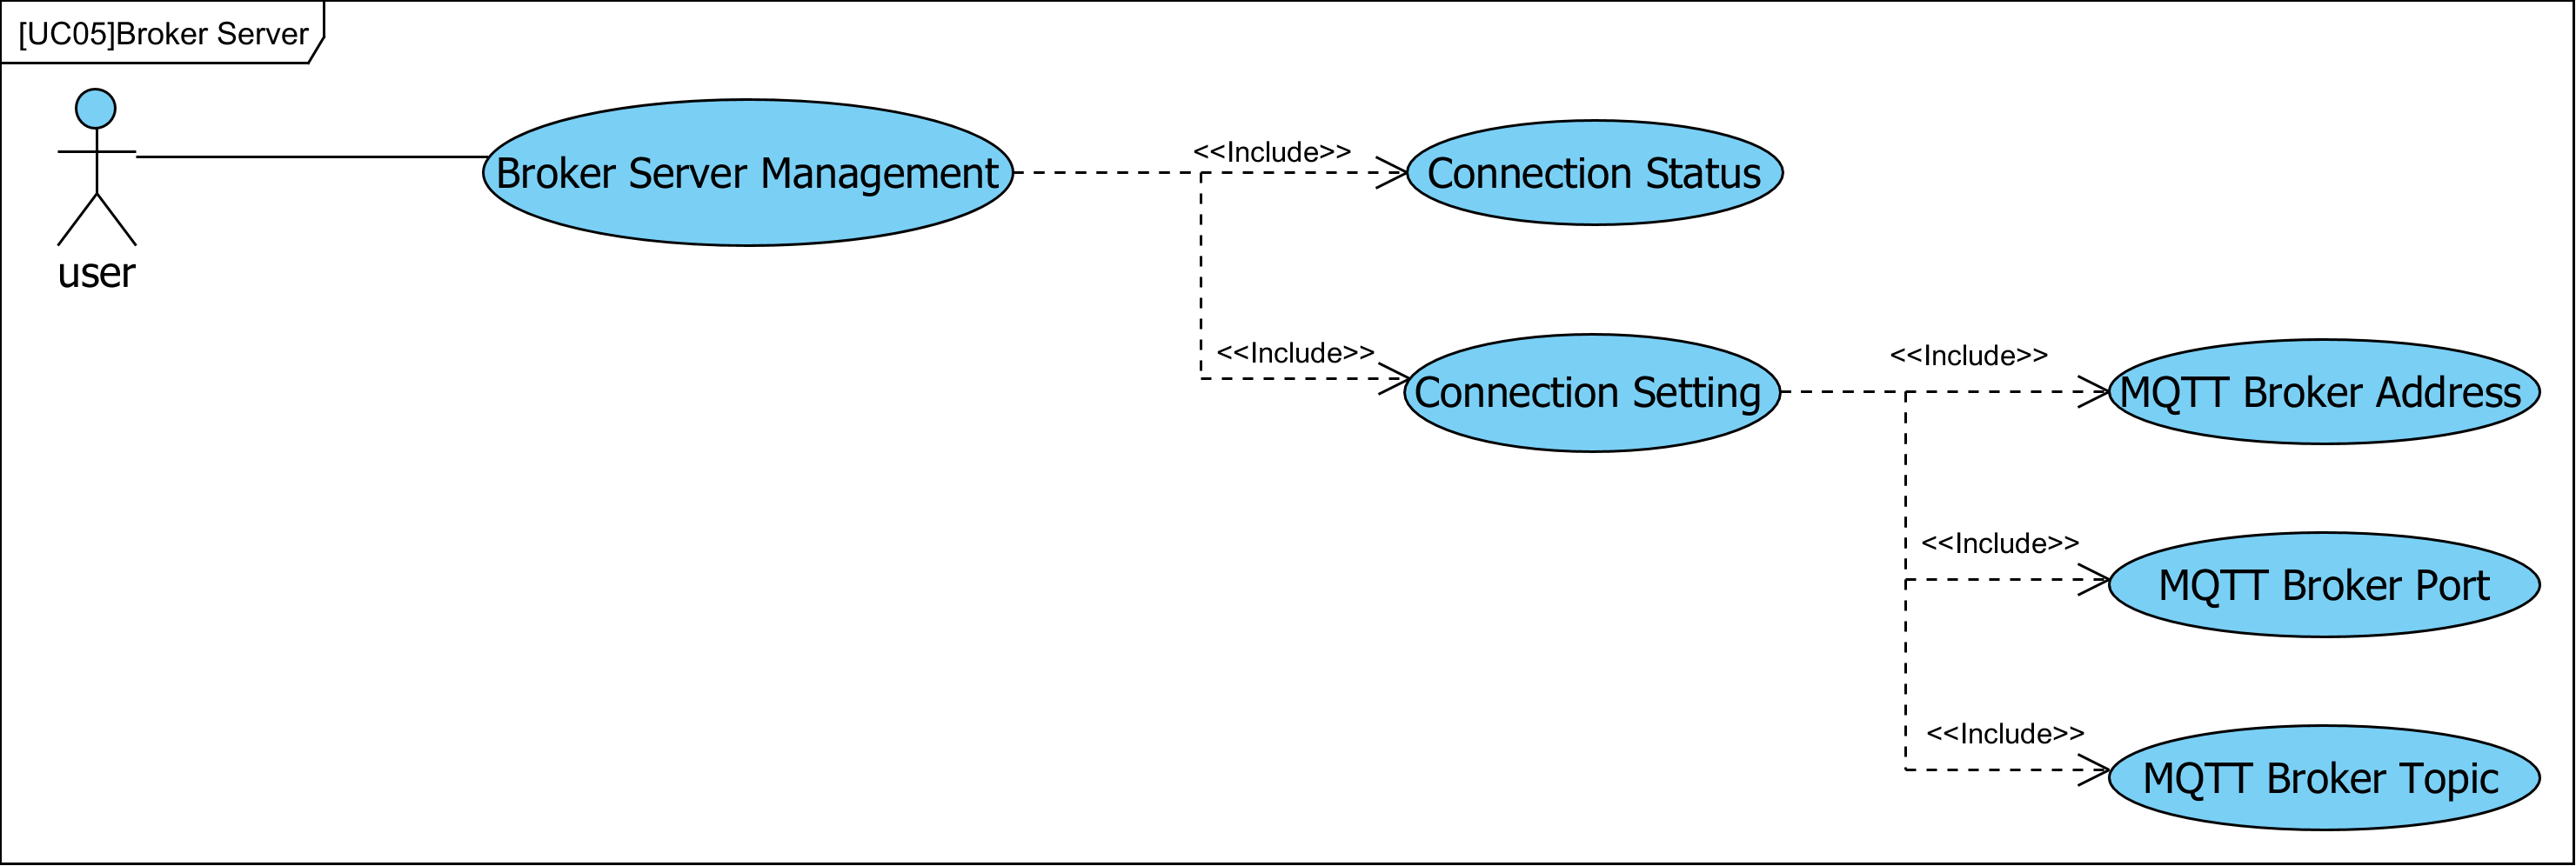 [UC05]Broker Server
user
Broker Server Management
<<Include>>
Connection Status
<<Include>>
Connection Setting
<<Include>>
MQTT Broker Address
<<Include>>
MQTT Broker Port
<<Include>>
MQTT Broker Topic